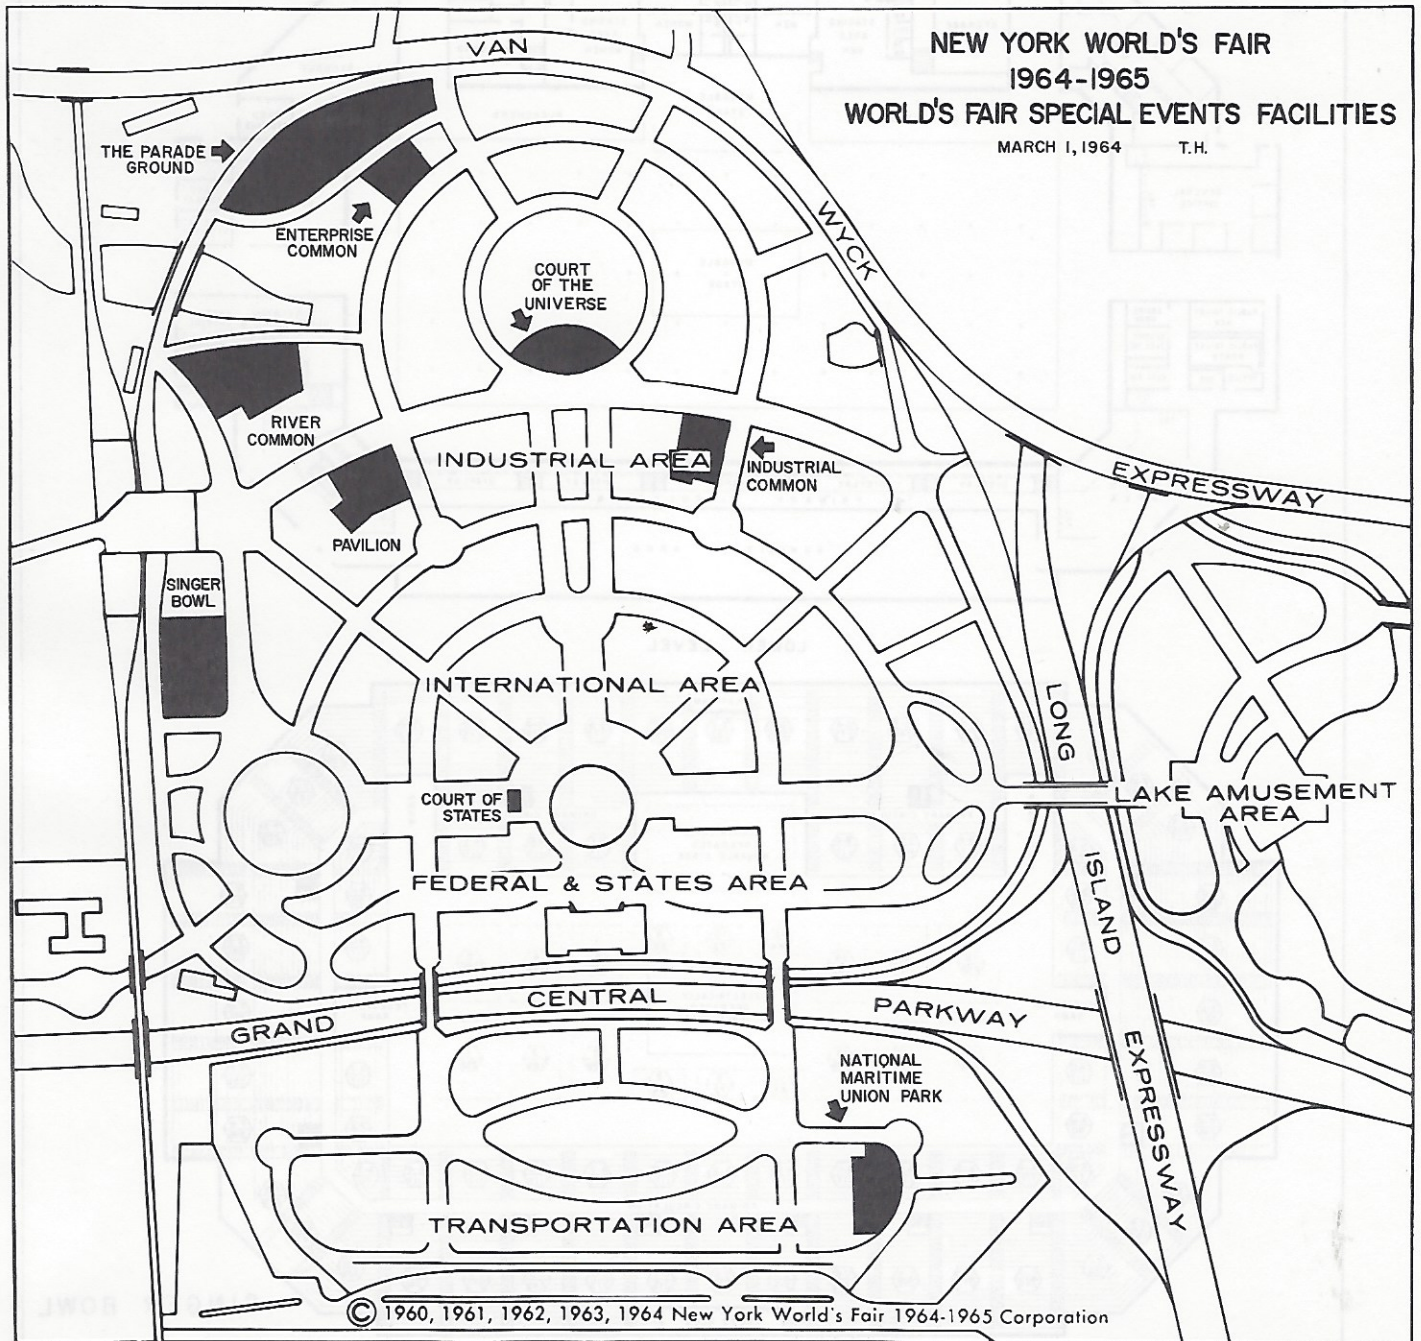 NEW YORK WORLD'S FAIR
1964-1965
WORLD'S FAIR SPECIAL EVENTS FACILITIES
MARCH 1, 1964 T.H.
VAN
WYCK
EXPRESSWAY
THE PARADE
GROUND
ENTERPRISE
COMMON
COURT
OF THE
UNIVERSE
RIVER
COMMON
INDUSTRIAL AREA
INDUSTRIAL
COMMON
PAVILION
SINGER
BOWL
INTERNATIONAL AREA
LONG
ISLAND
EXPRESSWAY
COURT OF
STATES
LAKE AMUSEMENT
AREA
FEDERAL & STATES AREA
GRAND
CENTRAL
PARKWAY
NATIONAL
MARITIME
UNION PARK
TRANSPORTATION AREA
© 1960, 1961, 1962, 1963, 1964 New York World's Fair 1964-1965 Corporation